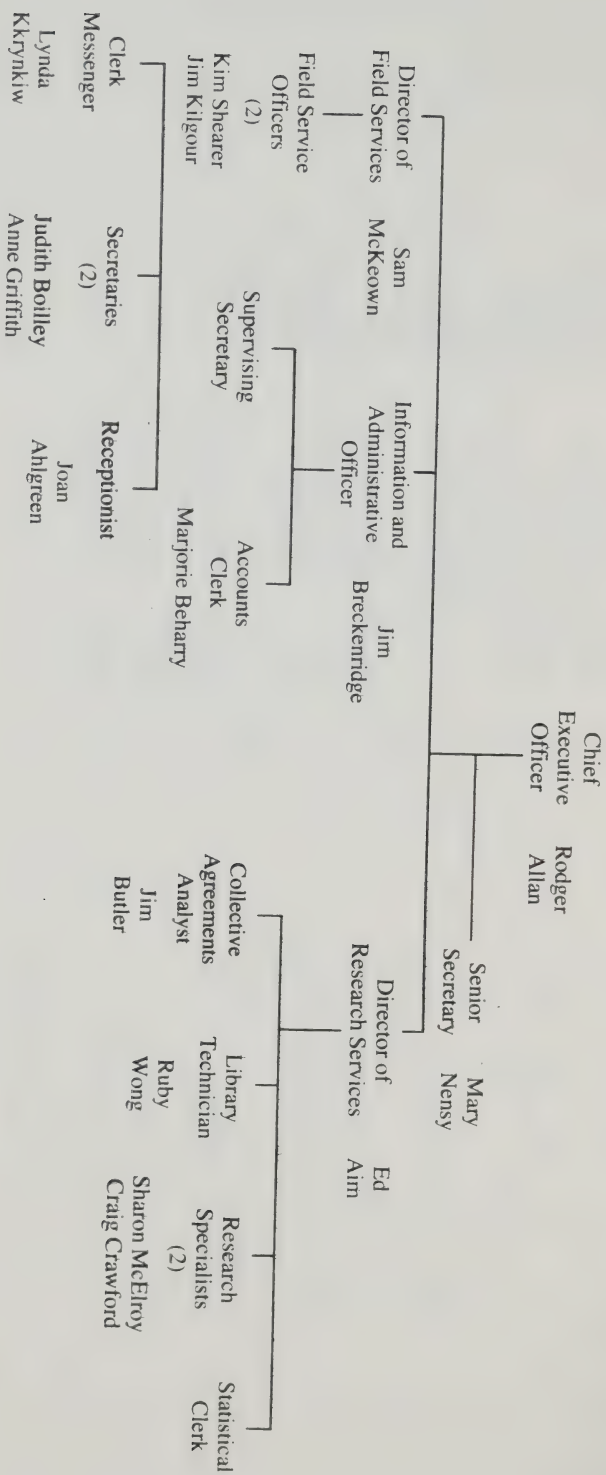 Chief
Executive
Officer
Rodger
Allan
Senior
Secretary
Mary
Nensy
Director of
Field Services
Sam
McKeown
Information and
Administrative
Officer
Jim
Breckenridge
Director of
Research Services
Ed
Aim
Field Service
Officers
(2)
Kim Shearer
Jim Kilgour
Supervising
Secretary
Accounts
Clerk
Marjorie Beharry
Collective
Agreements
Analyst
Jim
Butler
Library
Technician
Ruby
Wong
Research
Specialists
(2)
Sharon McElroy
Craig Crawford
Statistical
Clerk
Clerk
Messenger
Lynda
Kkrynkiw
Secretaries
(2)
Judith Boilley
Anne Griffith
Receptionist
Joan
Ahlgreen